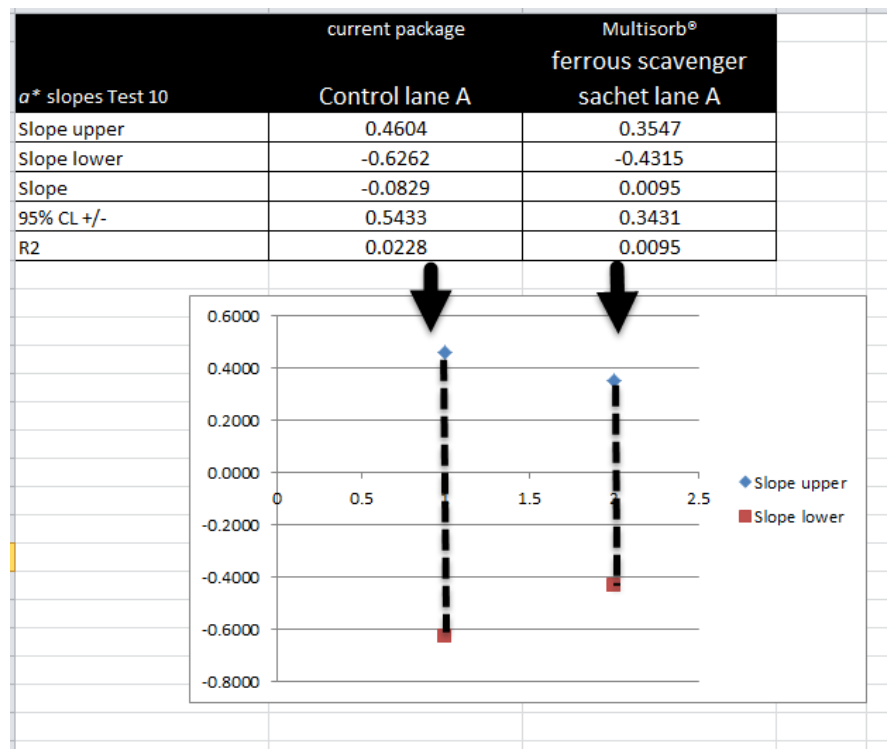 current package Multisorb®
ferrous scavenger
a* slopes Test 10 Control lane A sachet lane A
Slope upper 0.4604 0.3547
Slope lower -0.6262 -0.4315
Slope -0.0829 0.0095
95% CL +/- 0.5433 0.3431
R2 0.0228 0.0095
0.6000
0.4000
0.2000
0.0000
0 0.5 1 1.5 2 2.5
-0.2000
-0.4000
-0.6000
-0.8000
Slope upper
Slope lower